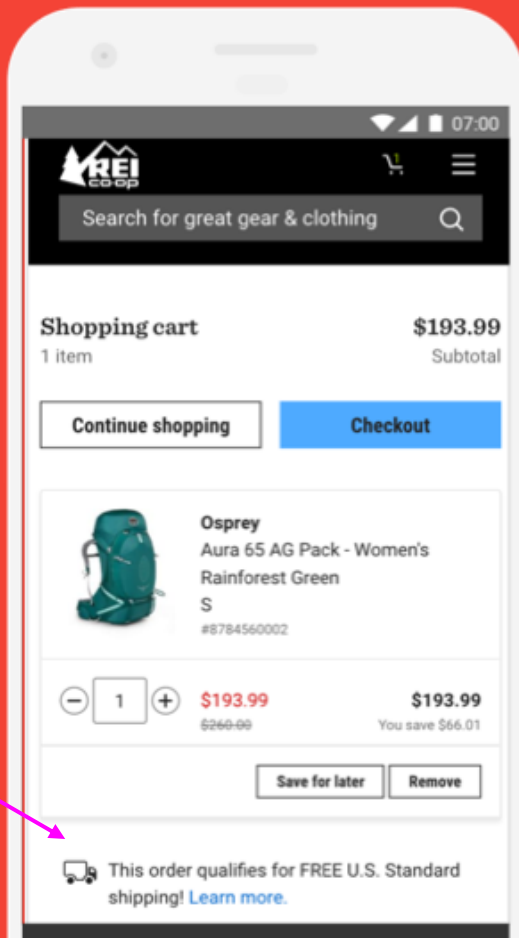 07:00
REI
CO·OP
1
Search for great gear & clothing
Shopping cart
$193.99
1 item
Subtotal
Continue shopping
Checkout
Osprey
Aura 65 AG Pack - Women's
Rainforest Green
S
#8784560002
1
$193.99
$193.99
$260.00
You save $66.01
Save for later
Remove
This order qualifies for FREE U.S. Standard
shipping! Learn more.